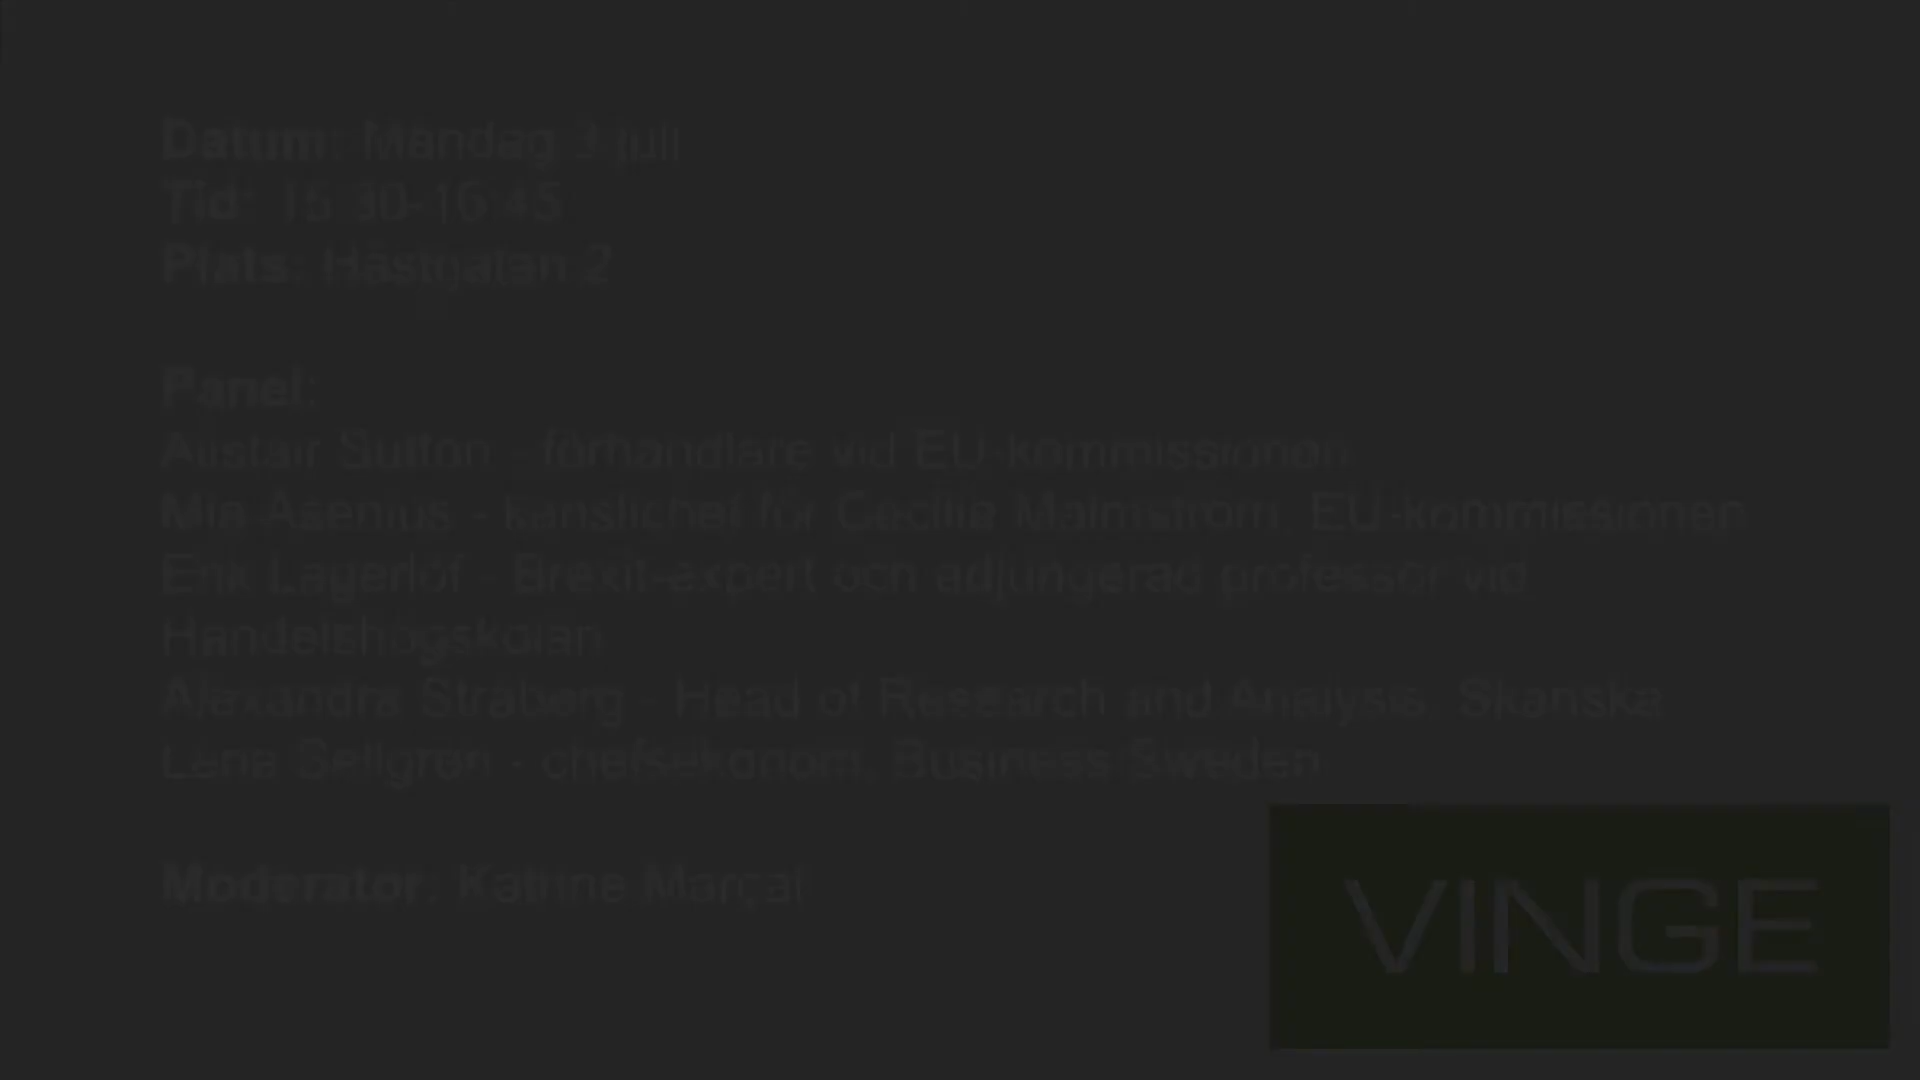 Datum: Måndag 3 juli
Tid: 15.30-16.45
Plats: Hästgatan 2
Panel:
Alistair Sutton - förhandlare vid EU-kommissionen
Mia Asenius - kanslichef för Cecilia Malmström, EU-kommissionen
Erik Lagerlöf - Brexit-expert och adjungerad professor vid
Handelshögskolan
Alexandra Stråberg - Head of Research and Analysis, Skanska
Lena Sellgren - chefsekonom, Business Sweden
Moderator: Katrine Marçal
VINGE